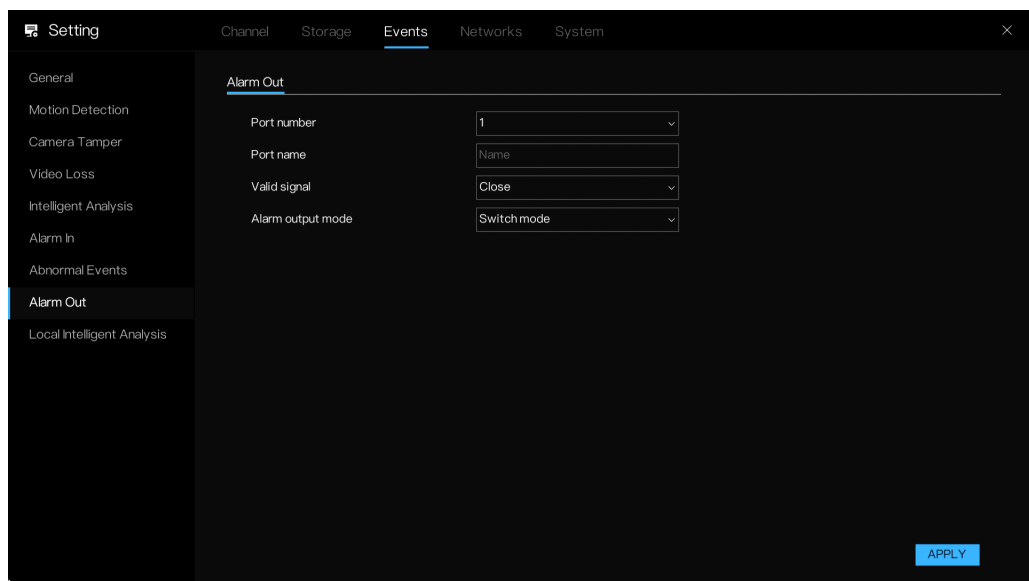 Setting
Channel Storage Events Networks System
General
Motion Detection
Camera Tamper
Video Loss
Intelligent Analysis
Alarm In
Abnormal Events
Alarm Out
Local Intelligent Analysis
Alarm Out
Port number 1
Port name Name
Valid signal Close
Alarm output mode Switch mode
APPLY